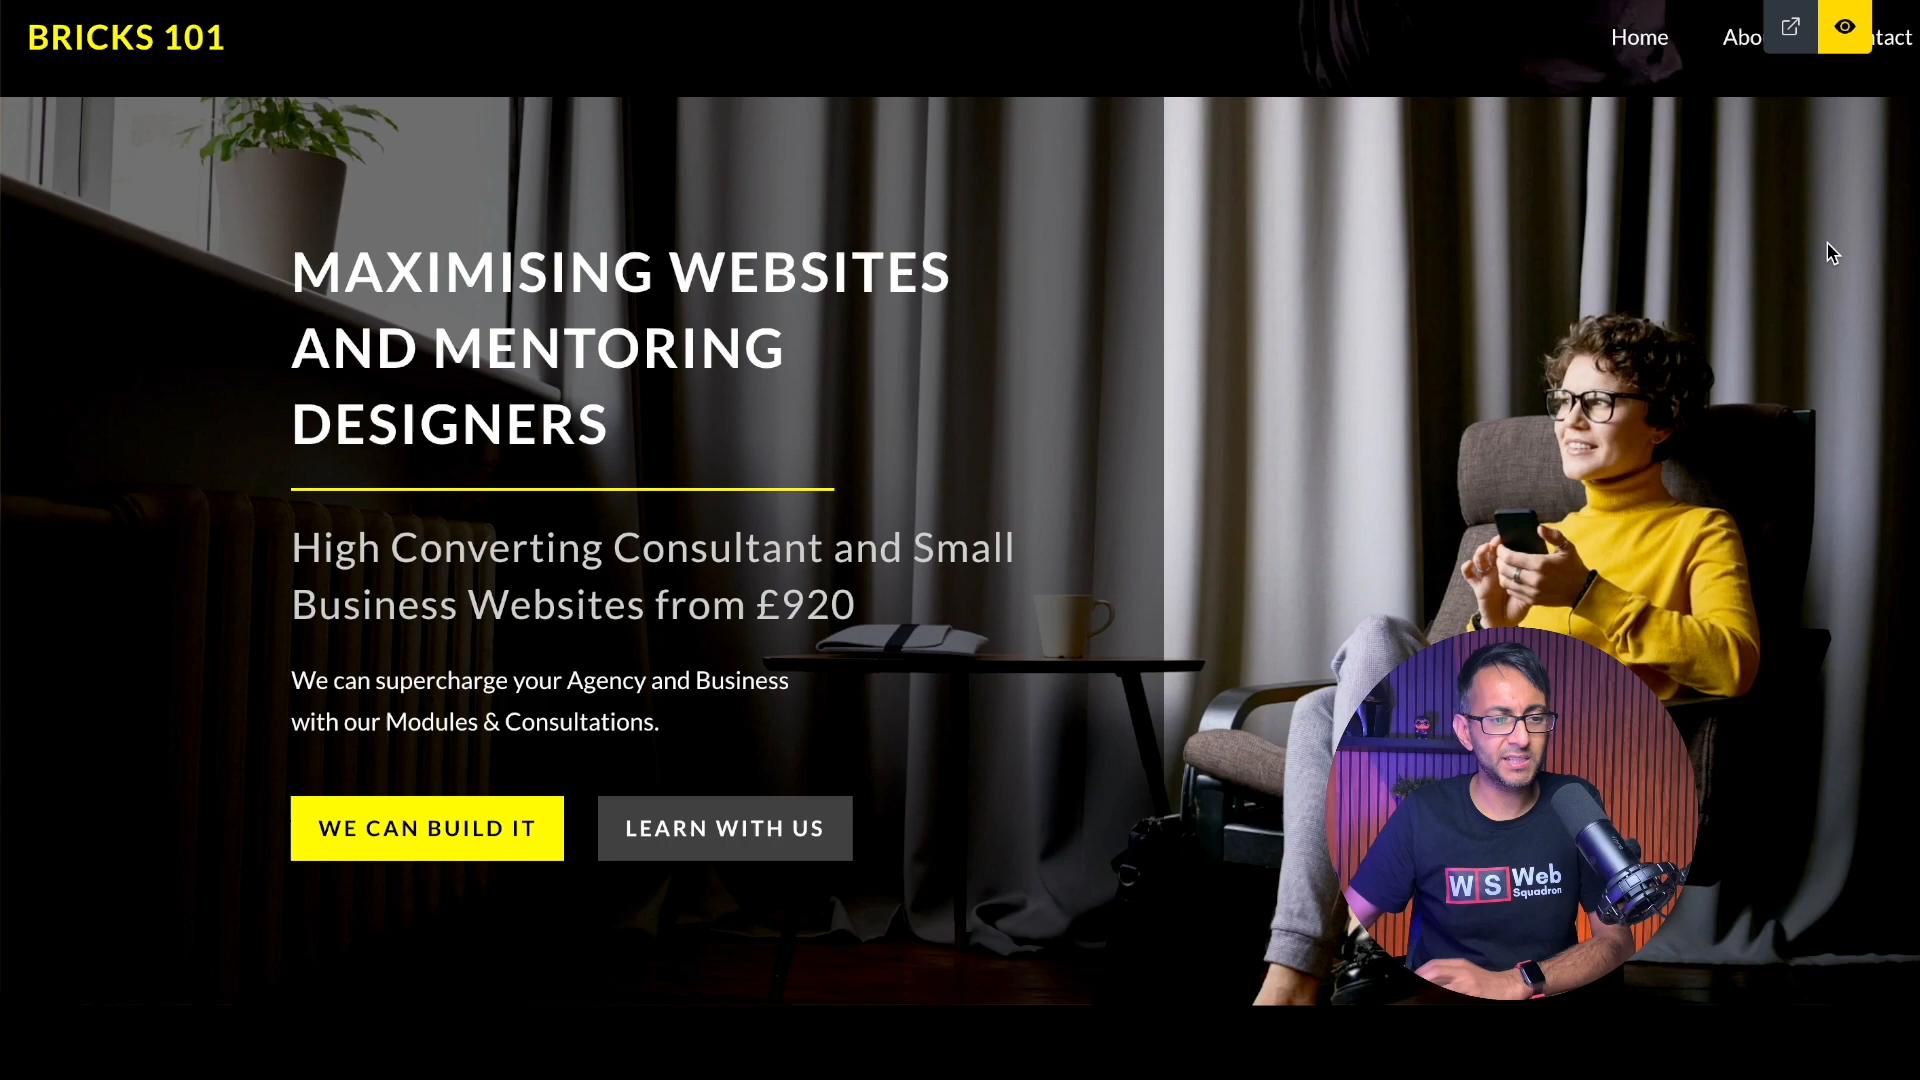 BRICKS 101
Home
Abo
ntact
MAXIMISING WEBSITES
AND MENTORING
DESIGNERS
High Converting Consultant and Small
Business Websites from £920
We can supercharge your Agency and Business
with our Modules & Consultations.
WE CAN BUILD IT
LEARN WITH US
WS Web
Squadron